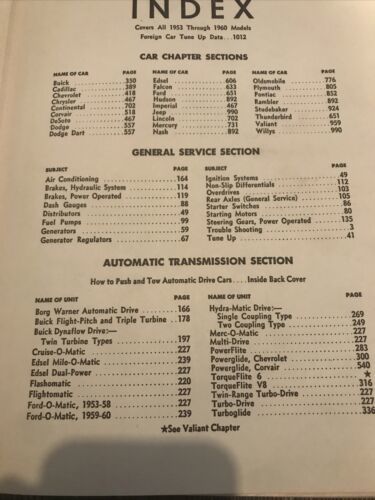 INDEX
Covers All 1953 Through 1960 Models
Foreign Car Tune Up Data...1012
CAR CHAPTER SECTIONS
NAME OF CAR PAGE
Buick 350
Cadillac 389
Chevrolet 418
Chrysler 467
Continental 702
Corvair 518
DeSoto 467
Dodge 557
Dodge Dart 557
NAME OF CAR PAGE
Edsel 606
Falcon 633
Ford 651
Hudson 892
Imperial 467
Jeep 990
Lincoln 702
Mercury 731
Nash 892
NAME OF CAR PAGE
Oldsmobile 776
Plymouth 805
Pontiac 852
Rambler 892
Studebaker 924
Thunderbird 651
Valiant 959
Willys 990
GENERAL SERVICE SECTION
SUBJECT PAGE
Air Conditioning 164
Brakes, Hydraulic System 114
Brakes, Power Operated 119
Dash Gauges 88
Distributors 49
Fuel Pumps 99
Generators 59
Generator Regulators 67
SUBJECT PAGE
Ignition Systems 49
Non-Slip Differentials 112
Overdrives 103
Rear Axles (General Service) 105
Starter Switches 86
Starting Motors 80
Steering Gears, Power Operated 135
Trouble Shooting 3
Tune Up 41
AUTOMATIC TRANSMISSION SECTION
How to Push and Tow Automatic Drive Cars....Inside Back Cover
NAME OF UNIT PAGE
Borg Warner Automatic Drive 166
Buick Flight-Pitch and Triple Turbine 178
Buick Dynaflow Drive:—
Twin Turbine Types 197
Cruise-O-Matic 227
Edsel Mile-O-Matic 239
Edsel Dual-Power 227
Flashomatic 220
Flightomatic 227
Ford-O-Matic, 1953-58 227
Ford-O-Matic, 1959-60 239
NAME OF UNIT PAGE
Hydra-Matic Drive:—
Single Coupling Type 269
Two Coupling Type 249
Merc-O-Matic 227
Multi-Drive 227
PowerFlite 283
Powerglide, Chevrolet 300
Powerglide, Corvair 540
TorqueFlite 6 ★
TorqueFlite V8 316
Twin-Range Turbo-Drive 227
Turbo-Drive 227
Turboglide 336
★See Valiant Chapter